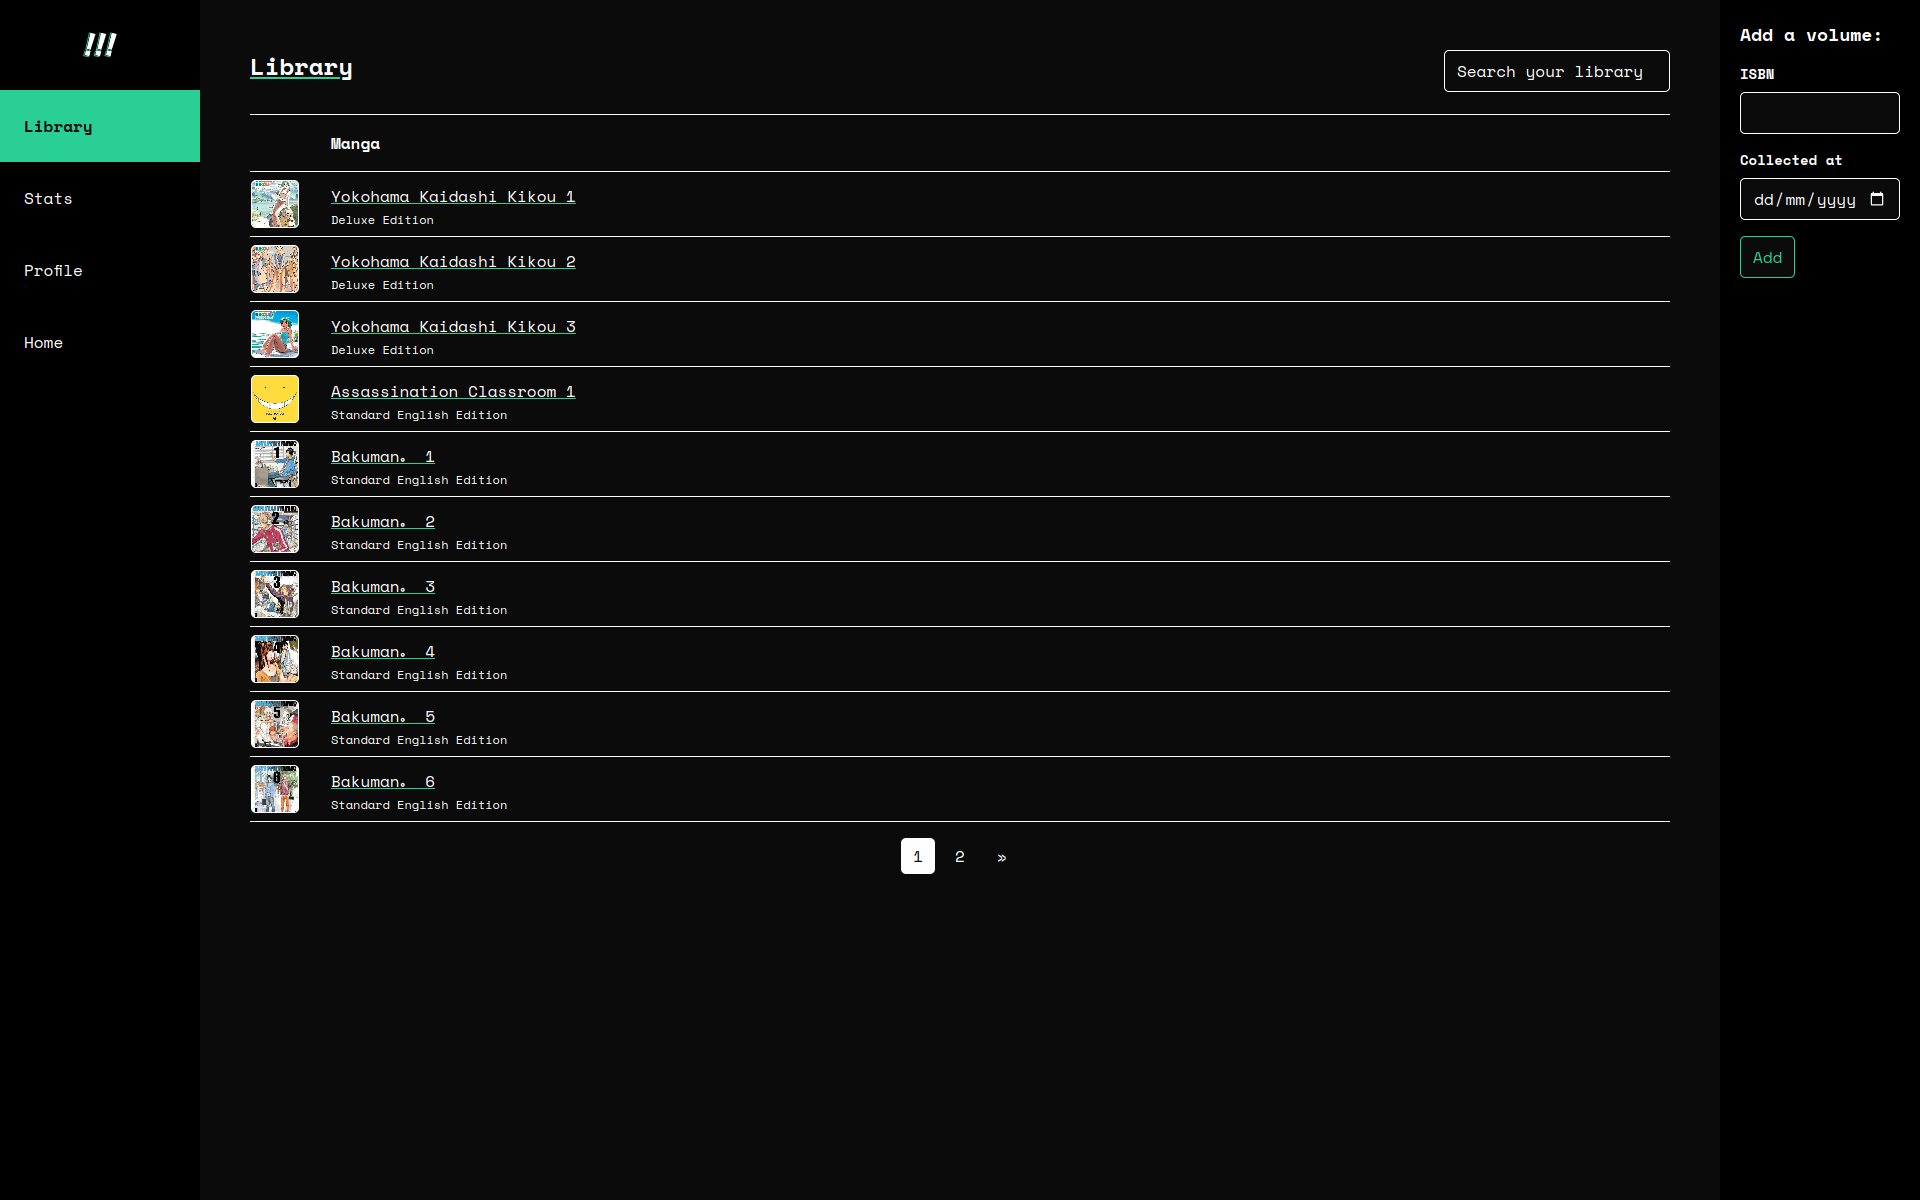 !!!
Library
Stats
Profile
Home
Library
Search your library
Manga
Yokohama Kaidashi Kikou 1
Deluxe Edition
Yokohama Kaidashi Kikou 2
Deluxe Edition
Yokohama Kaidashi Kikou 3
Deluxe Edition
Assassination Classroom 1
Standard English Edition
Bakuman。 1
Standard English Edition
Bakuman。 2
Standard English Edition
Bakuman。 3
Standard English Edition
Bakuman。 4
Standard English Edition
Bakuman。 5
Standard English Edition
Bakuman。 6
Standard English Edition
1 2 »
Add a volume:
ISBN
Collected at
dd/mm/yyyy
Add